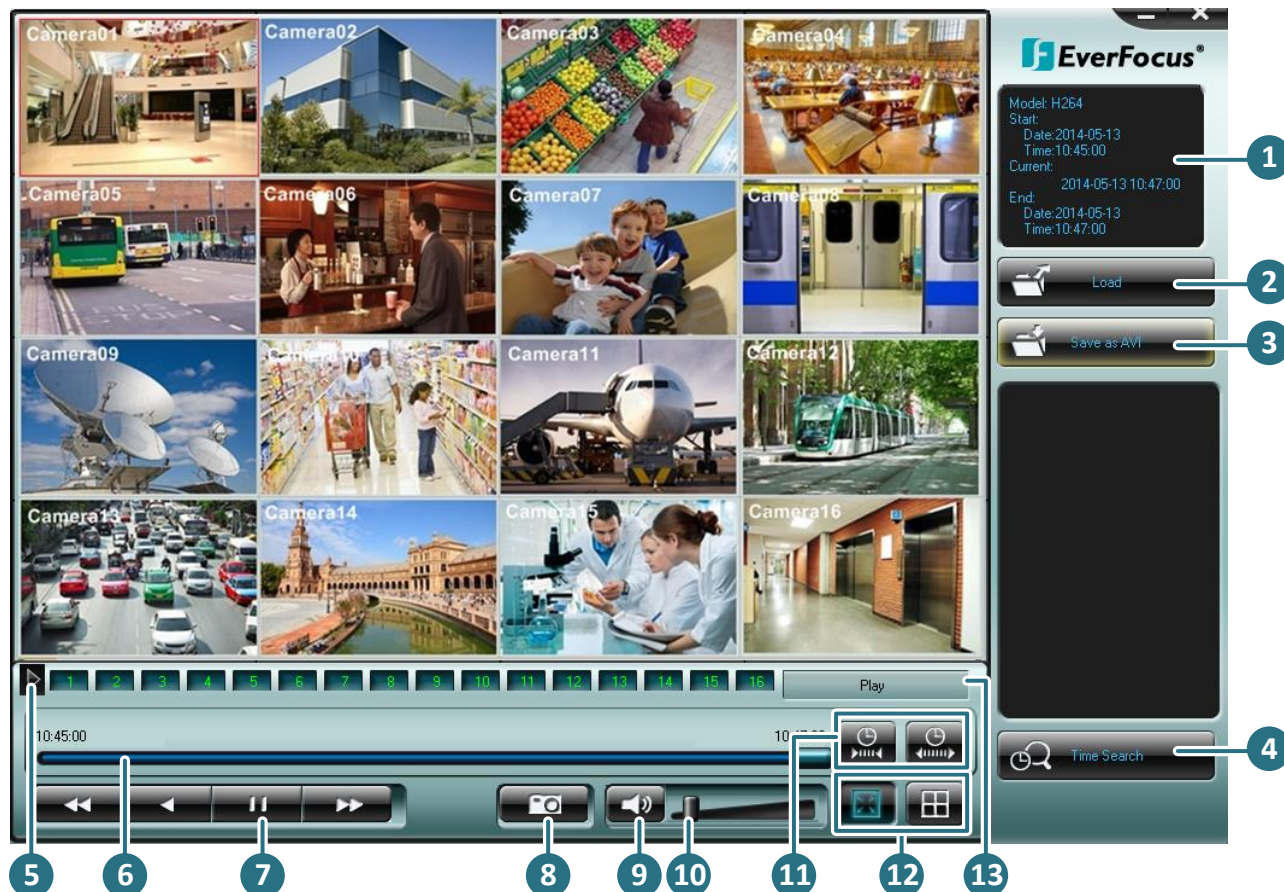 Camera01
Camera02
Camera03
Camera04
Camera05
Camera06
Camera07
Camera08
Camera09
Camera10
Camera11
Camera12
Camera13
Camera14
Camera15
Camera16
EverFocus®
Model: H264
Start:
Date:2014-05-13
Time:10:45:00
Current:
2014-05-13 10:47:00
End:
Date:2014-05-13
Time:10:47:00
1
Load
2
Save as AVI
3
Time Search
4
1 2 3 4 5 6 7 8 9 10 11 12 13 14 15 16
Play
10:45:00
5 6 7 8 9 10 11 12 13